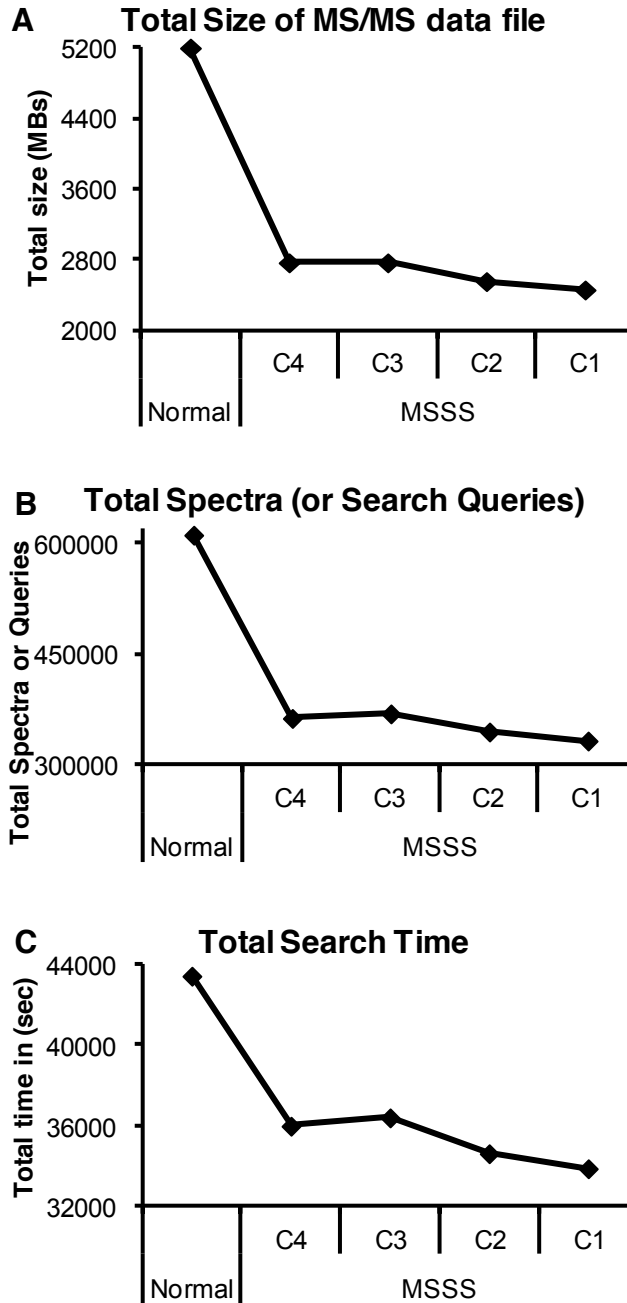 A Total Size of MS/MS data file
Total size (MBs)
5200
4400
3600
2800
2000
C4 C3 C2 C1
Normal MSSS
B Total Spectra (or Search Queries)
Total Spectra or Queries
600000
450000
300000
C4 C3 C2 C1
Normal MSSS
C Total Search Time
Total time in (sec)
44000
40000
36000
32000
C4 C3 C2 C1
Normal MSSS